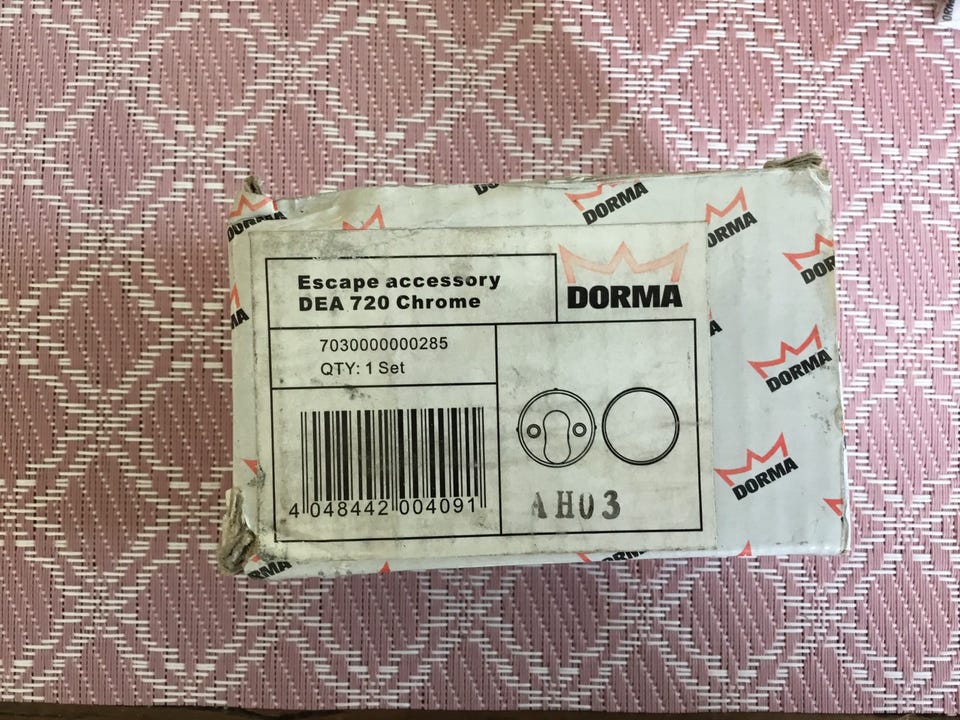 Escape accessory
DEA 720 Chrome
DORMA
7030000000285
QTY: 1 Set
4 048442 004091
AH03
DORMA
DORMA
DORMA
DORMA
DORMA